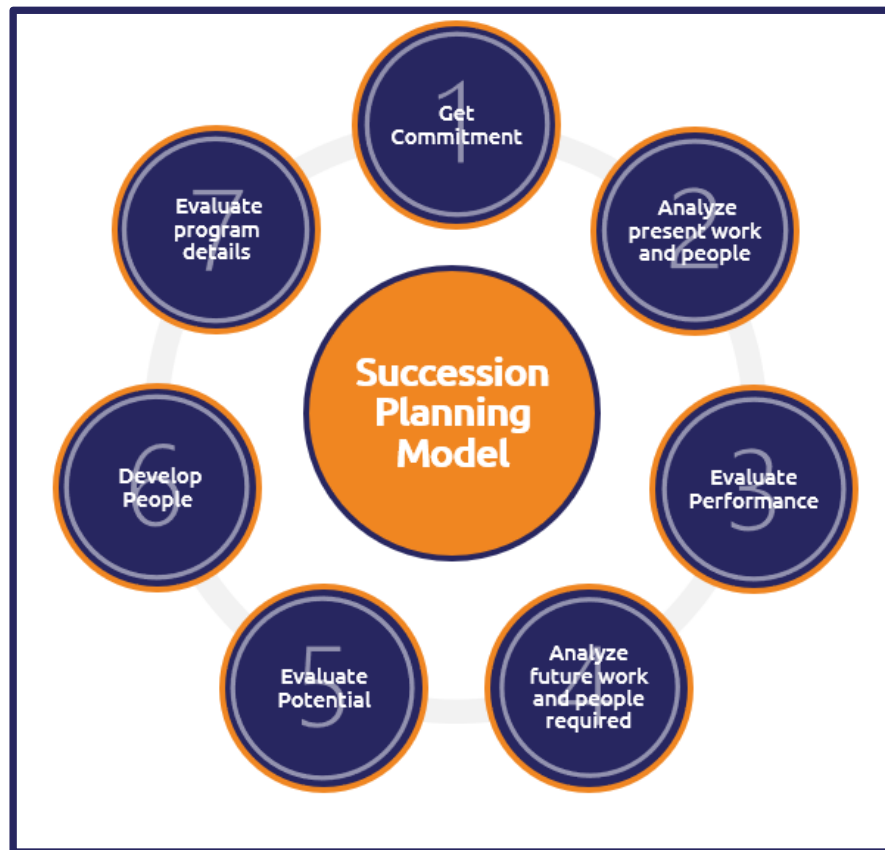 1
Get
Commitment
2
Analyze
present work
and people
3
Evaluate
Performance
4
Analyze
future work
and people
required
5
Evaluate
Potential
6
Develop
People
7
Evaluate
program
details
Succession
Planning
Model